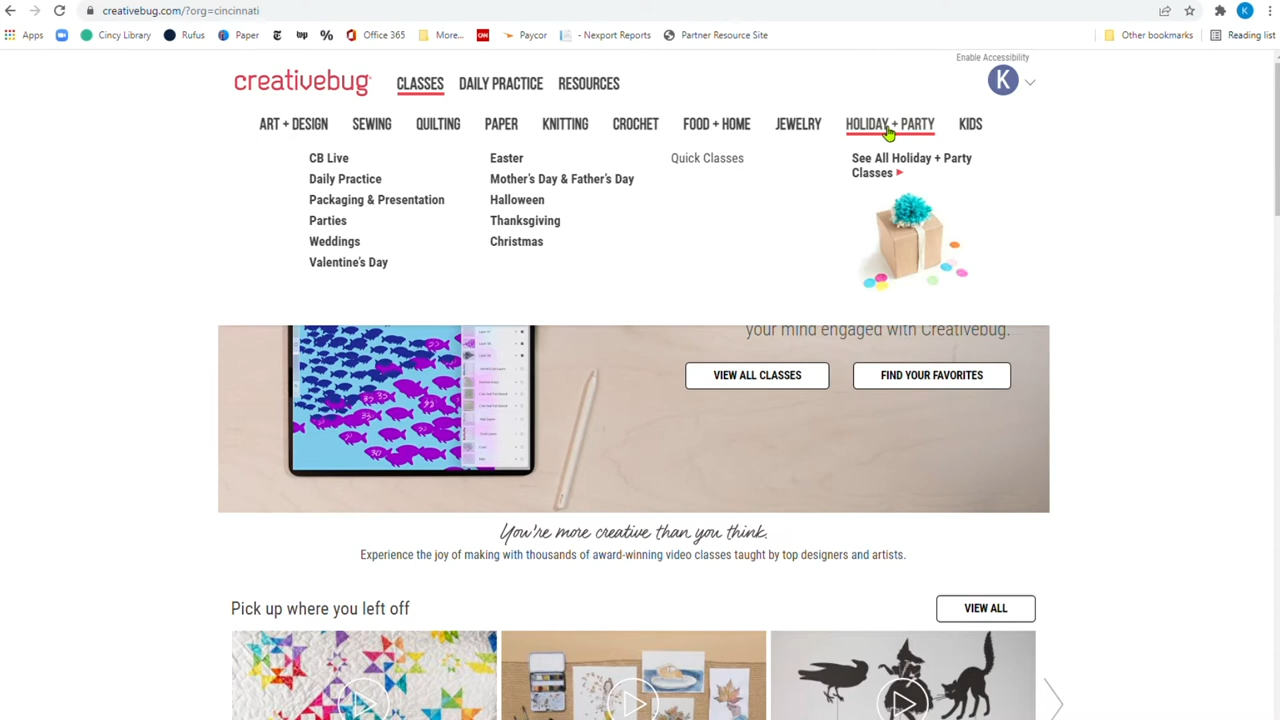 creativebug.com/?org=cincinnati
K
Apps
Cincy Library
Rufus
Paper
Office 365
More...
Paycor
- Nexport Reports
Partner Resource Site
Other bookmarks
Reading list
Enable Accessibility
creativebug
CLASSES
DAILY PRACTICE
RESOURCES
K
ART + DESIGN
SEWING
QUILTING
PAPER
KNITTING
CROCHET
FOOD + HOME
JEWELRY
HOLIDAY + PARTY
KIDS
CB Live
Daily Practice
Packaging & Presentation
Parties
Weddings
Valentine's Day
Easter
Mother's Day & Father's Day
Halloween
Thanksgiving
Christmas
Quick Classes
See All Holiday + Party
Classes
your mind engaged with Creativebug.
VIEW ALL CLASSES
FIND YOUR FAVORITES
You're more creative than you think.
Experience the joy of making with thousands of award-winning video classes taught by top designers and artists.
Pick up where you left off
VIEW ALL